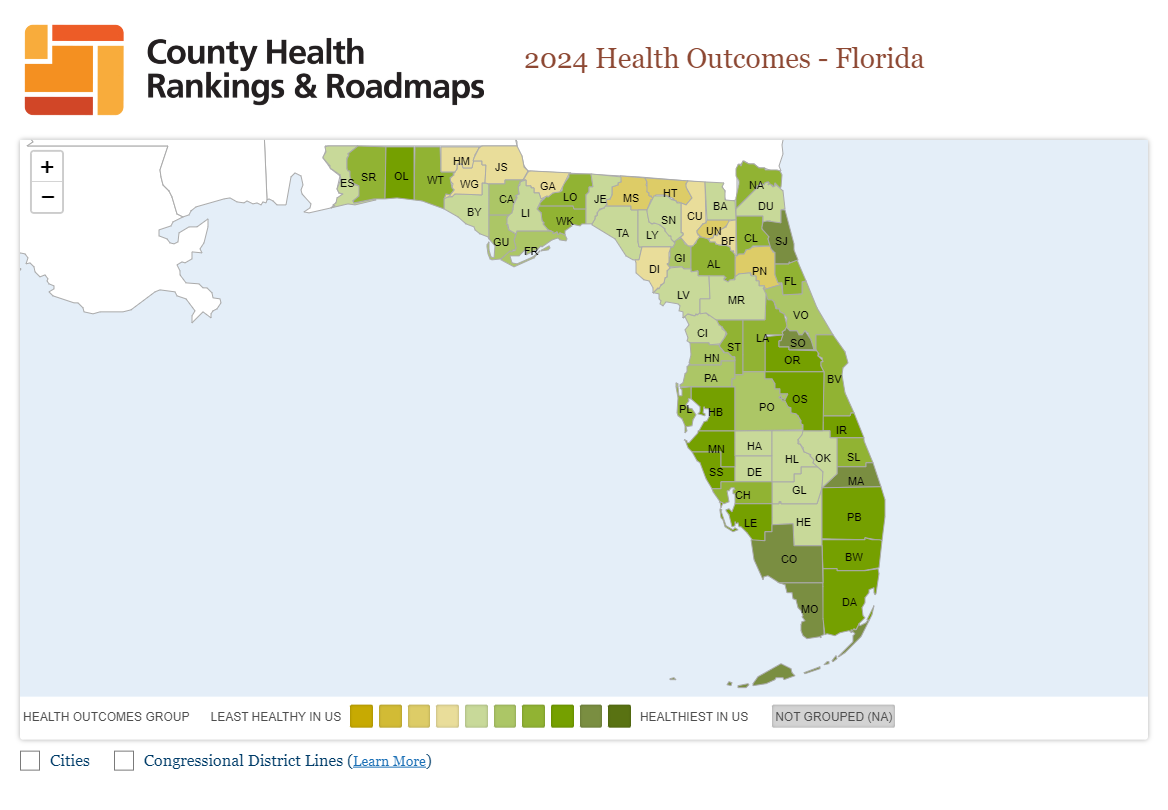 County Health
Rankings & Roadmaps
2024 Health Outcomes - Florida
+
−
HM
JS
ES
SR
OL
WT
WG
GA
CA
LO
JE
MS
HT
NA
BY
LI
WK
BA
DU
CU
SN
TA
LY
UN
BF
CL
SJ
GU
FR
GI
AL
DI
PN
FL
LV
MR
VO
CI
LA
SO
ST
HN
OR
PA
BV
PL
HB
PO
OS
IR
MN
HA
HL
OK
SL
SS
DE
MA
CH
GL
LE
HE
PB
CO
BW
MO
DA
HEALTH OUTCOMES GROUP LEAST HEALTHY IN US HEALTHIEST IN US NOT GROUPED (NA)
Cities Congressional District Lines (Learn More)